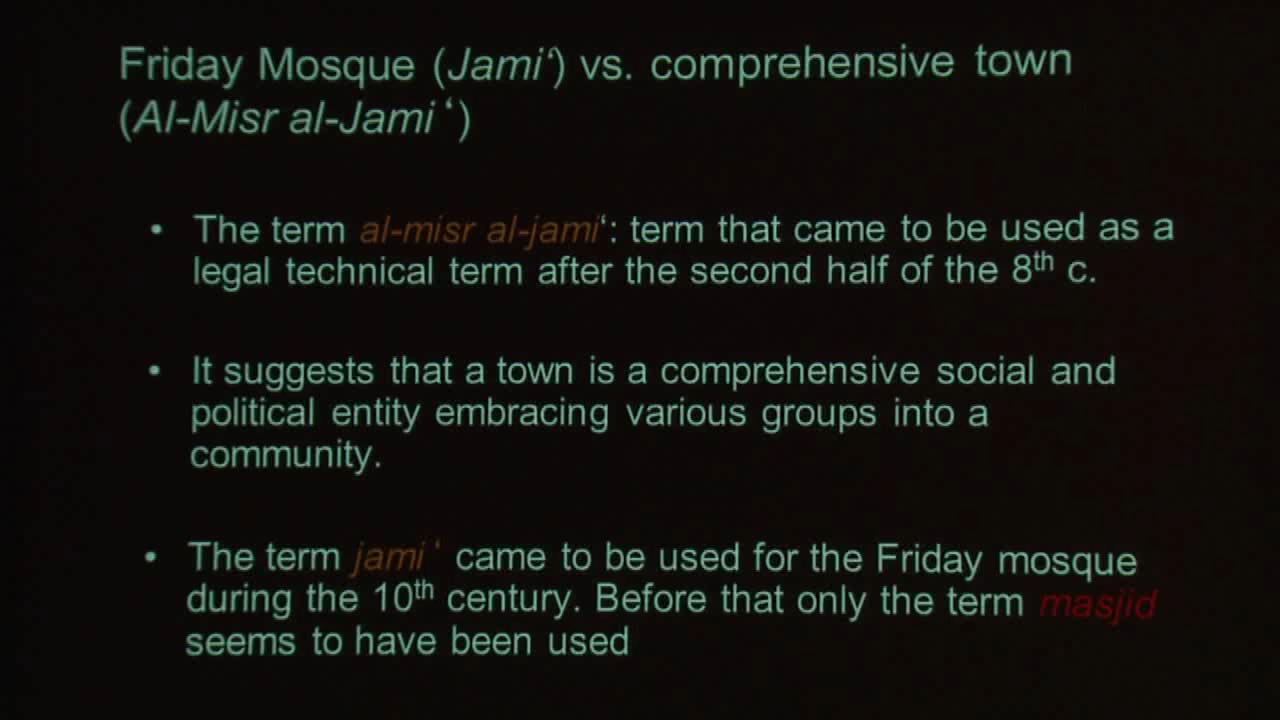 Friday Mosque (Jami‘) vs. comprehensive town
(Al-Misr al-Jami ‘)
• The term al-misr al-jami‘: term that came to be used as a
legal technical term after the second half of the 8th c.
• It suggests that a town is a comprehensive social and
political entity embracing various groups into a
community.
• The term jami ‘ came to be used for the Friday mosque
during the 10th century. Before that only the term masjid
seems to have been used